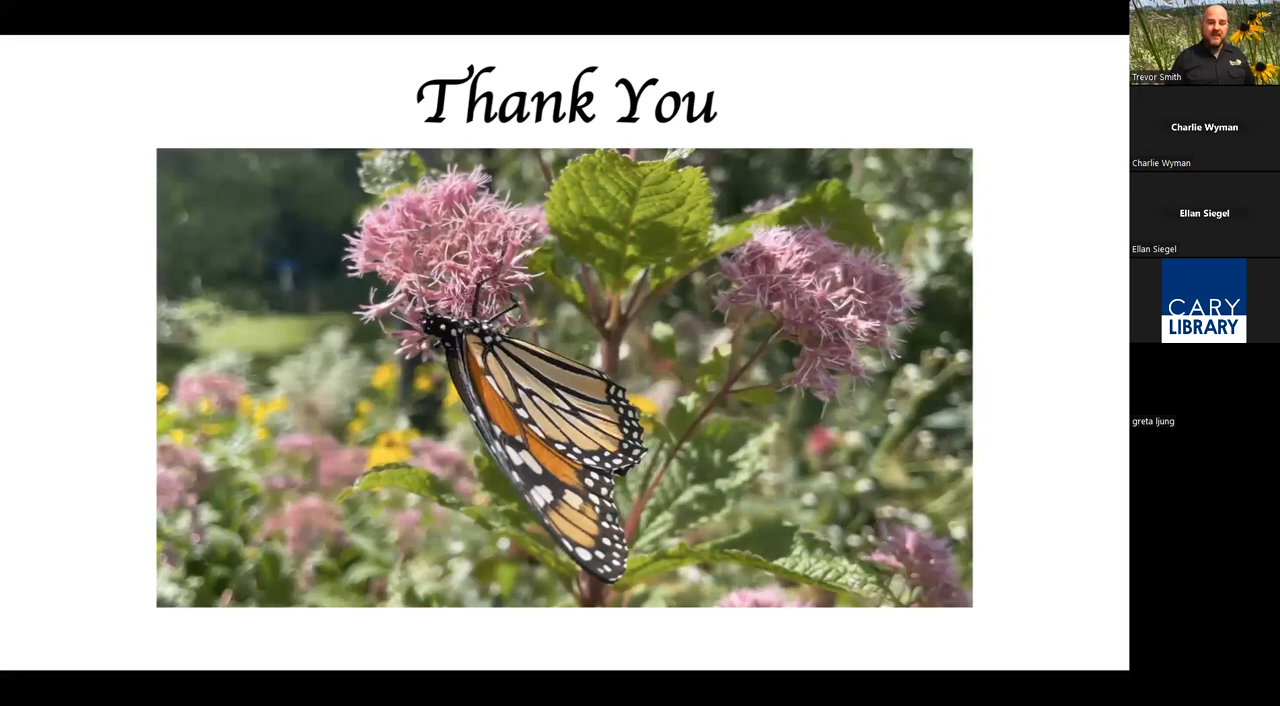 Thank You
Trevor Smith
Charlie Wyman
Charlie Wyman
Ellan Siegel
Ellan Siegel
CARY
LIBRARY
greta ljung